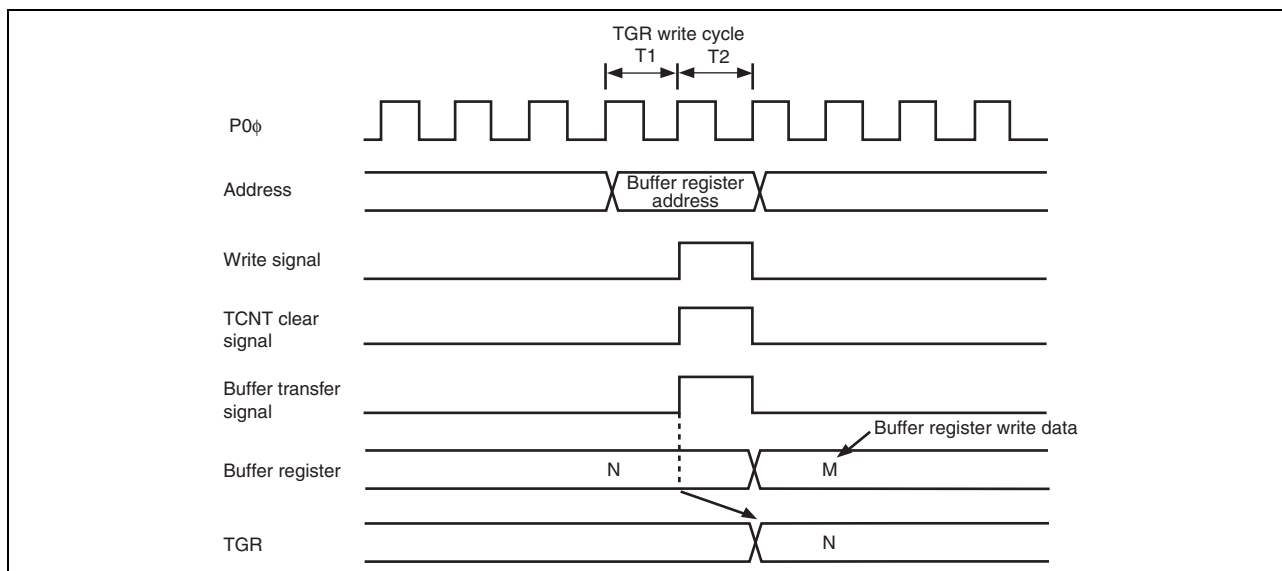 TGR write cycle
T1
T2
P0ϕ
Address
Buffer register
address
Write signal
TCNT clear
signal
Buffer transfer
signal
Buffer register write data
Buffer register
N
M
TGR
N